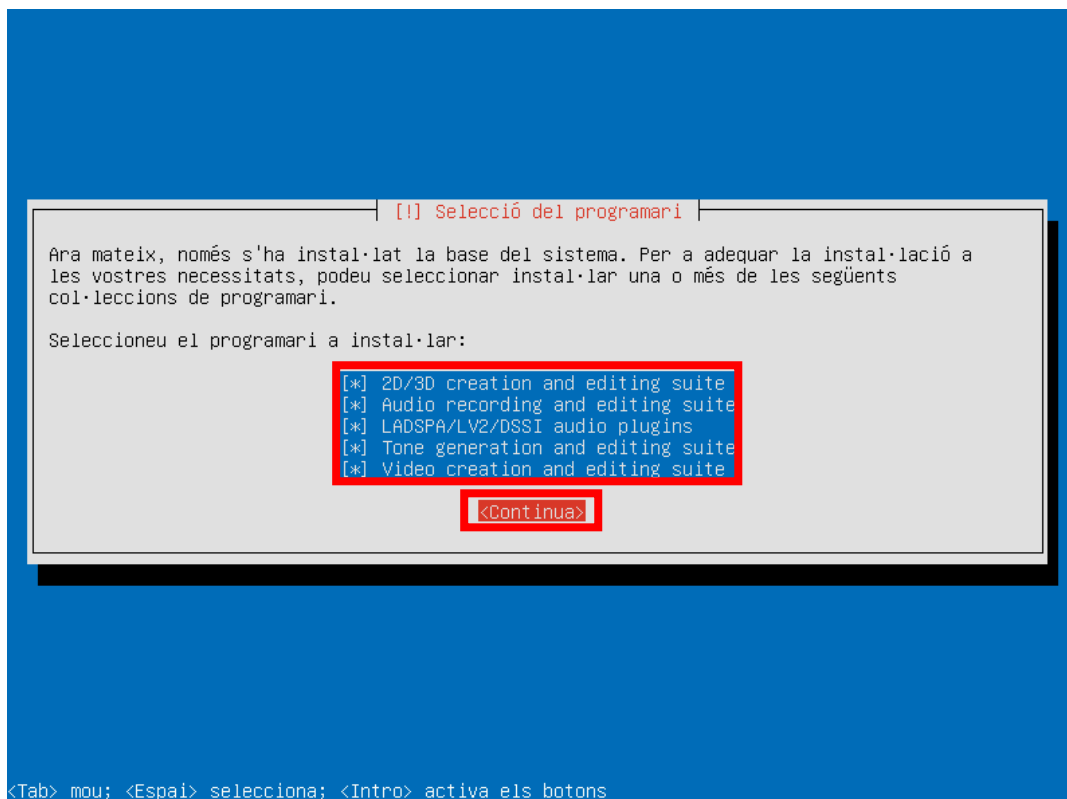 [!] Selecció del programari
Ara mateix, només s'ha instal·lat la base del sistema. Per a adequar la instal·lació a
les vostres necessitats, podeu seleccionar instal·lar una o més de les següents
col·leccions de programari.
Seleccioneu el programari a instal·lar:
[*] 2D/3D creation and editing suite
[*] Audio recording and editing suite
[*] LADSPA/LV2/DSSI audio plugins
[*] Tone generation and editing suite
[*] Video creation and editing suite
<Continua>
<Tab> mou; <Espai> selecciona; <Intro> activa els botons